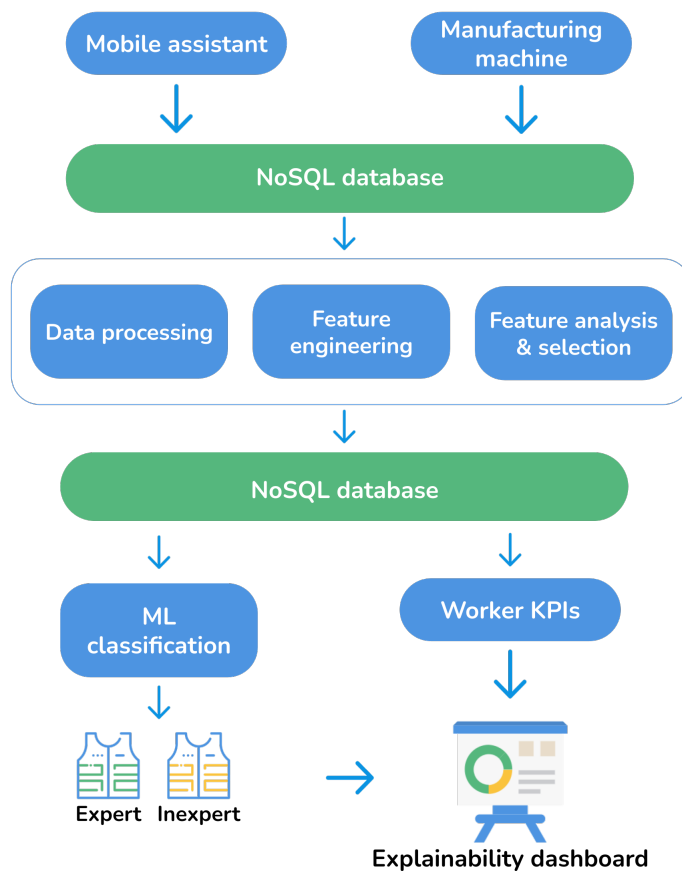 Mobile assistant
Manufacturing
machine
NoSQL database
Data processing
Feature
engineering
Feature analysis
& selection
NoSQL database
ML
classification
Worker KPIs
Expert
Inexpert
Explainability dashboard